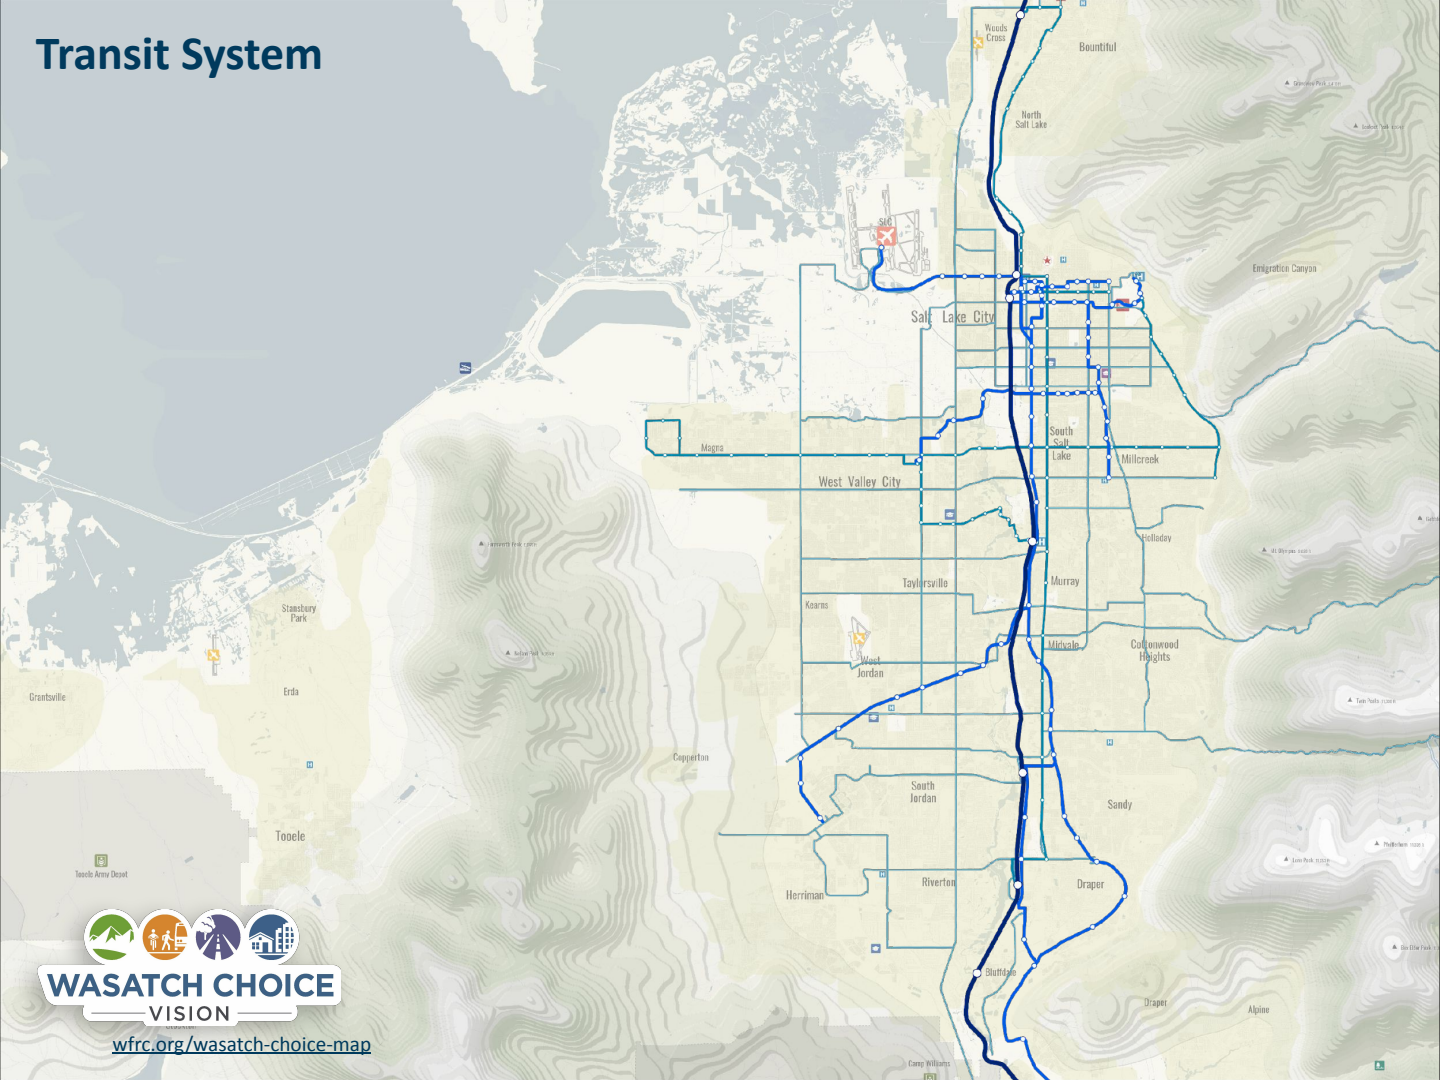 Transit System
Woods
Cross
Bountiful
North
Salt Lake
SLC
Emigration Canyon
Salt Lake City
Magna
South
Salt
Lake
Millcreek
West Valley City
Holladay
Taylorsville
Murray
Kearns
Stansbury
Park
Midvale
Cottonwood
Heights
West
Jordan
Erda
Grantsville
Copperton
South
Jordan
Sandy
Tooele
Tooele Army Depot
Riverton
Draper
Herriman
Bluffdale
Draper
Alpine
Camp Williams
WASATCH CHOICE
VISION
wfrc.org/wasatch-choice-map